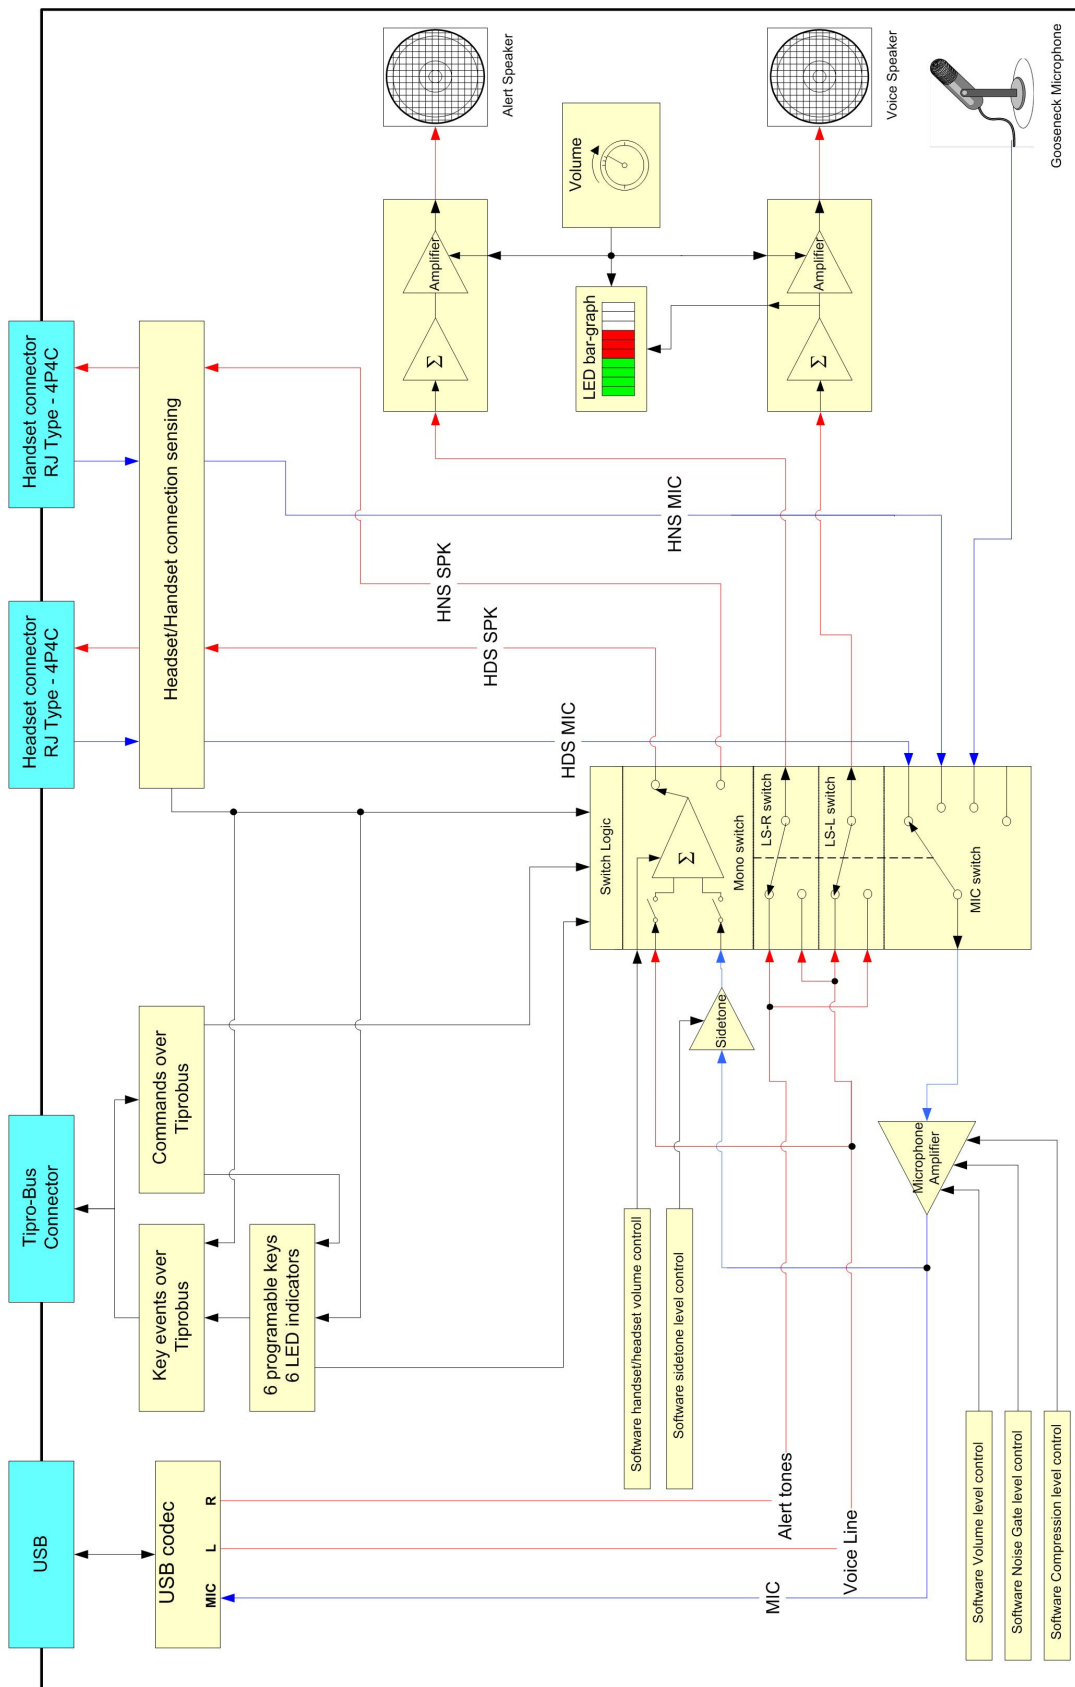 USB
Tipro-Bus
Connector
Headset connector
RJ Type - 4P4C
Handset connector
RJ Type - 4P4C
USB codec
MIC
L
R
Key events over
Tiprobus
Commands over
Tiprobus
6 programable keys
6 LED indicators
Headset/Handset connection sensing
HDS MIC
HDS SPK
HNS SPK
HNS MIC
Alert Speaker
Voice Speaker
Gooseneck Microphone
Volume
LED bar-graph
Amplifier
Σ
Amplifier
Σ
Switch Logic
Σ
Mono switch
LS-R switch
LS-L switch
MIC switch
Sidetone
Microphone
Amplifier
Software handset/headset volume controll
Software sidetone level control
Alert tones
Voice Line
MIC
Software Volume level control
Software Noise Gate level control
Software Compression level control